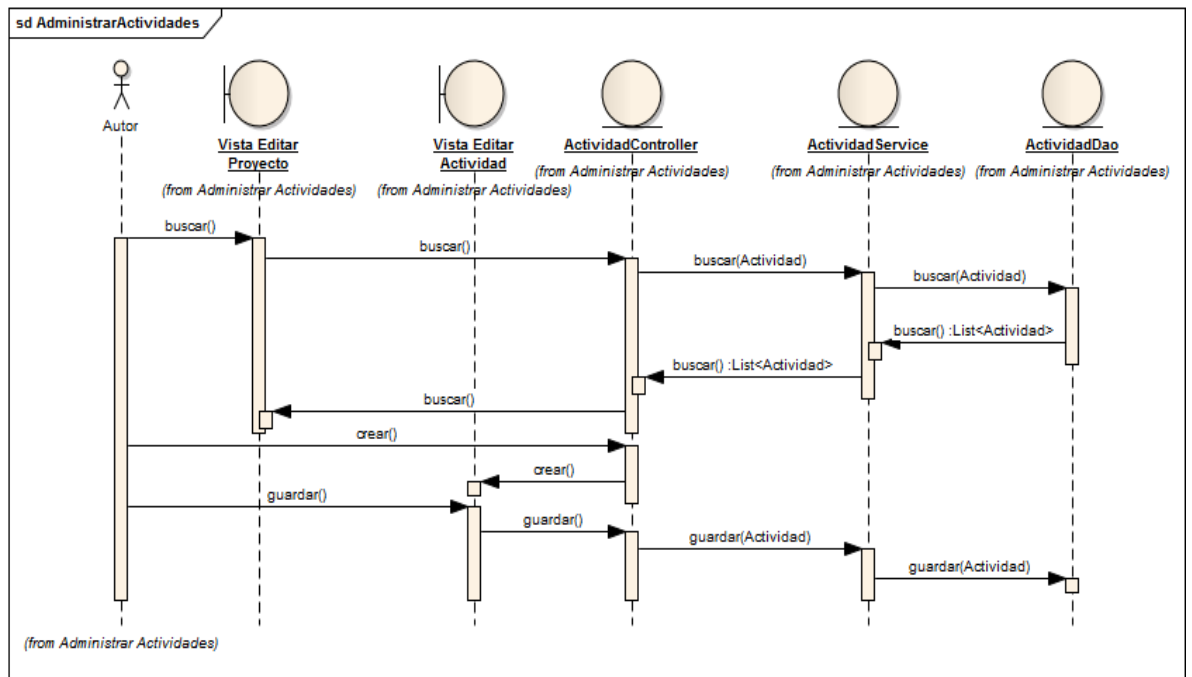 sd AdministrarActividades
Autor
Vista Editar
Proyecto
(from Administrar Actividades)
Vista Editar
Actividad
(from Administrar Actividades)
ActividadController
(from Administrar Actividades)
ActividadService
(from Administrar Actividades)
ActividadDao
(from Administrar Actividades)
buscar()
buscar()
buscar(Actividad)
buscar(Actividad)
buscar() :List<Actividad>
buscar() :List<Actividad>
buscar()
crear()
crear()
guardar()
guardar()
guardar(Actividad)
guardar(Actividad)
(from Administrar Actividades)